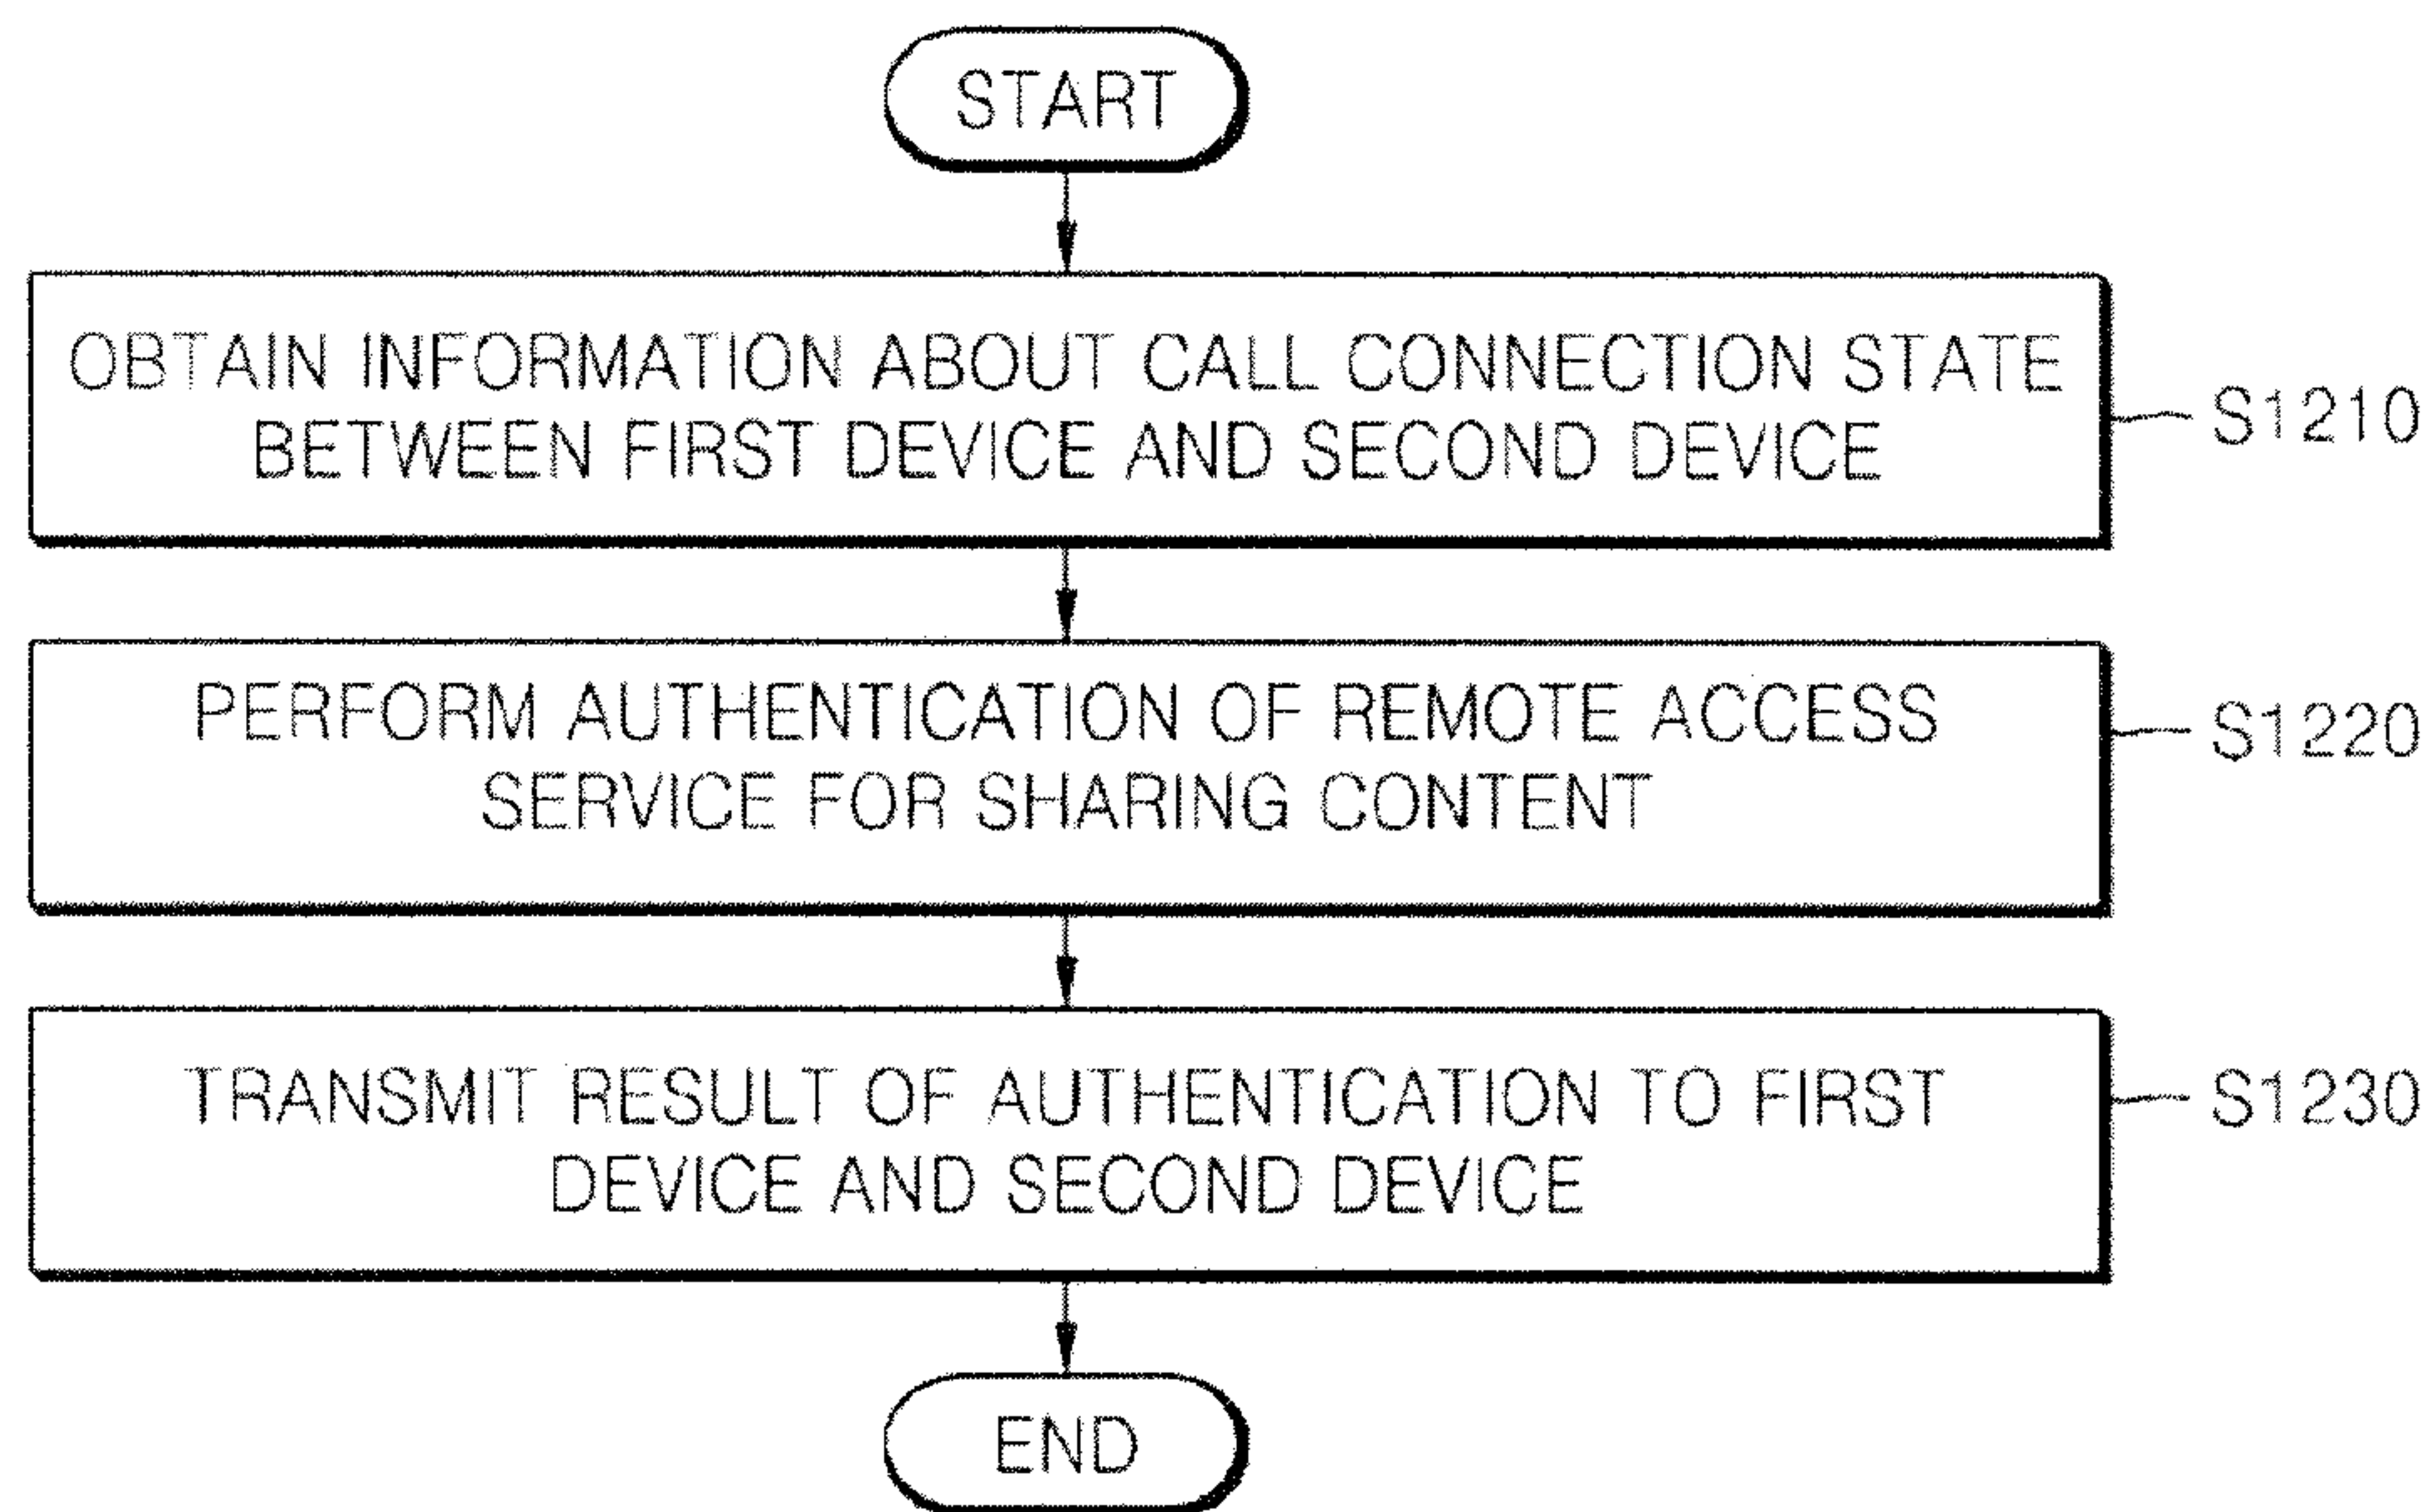 START
OBTAIN INFORMATION ABOUT CALL CONNECTION STATE
BETWEEN FIRST DEVICE AND SECOND DEVICE
S1210
PERFORM AUTHENTICATION OF REMOTE ACCESS
SERVICE FOR SHARING CONTENT
S1220
TRANSMIT RESULT OF AUTHENTICATION TO FIRST
DEVICE AND SECOND DEVICE
S1230
END